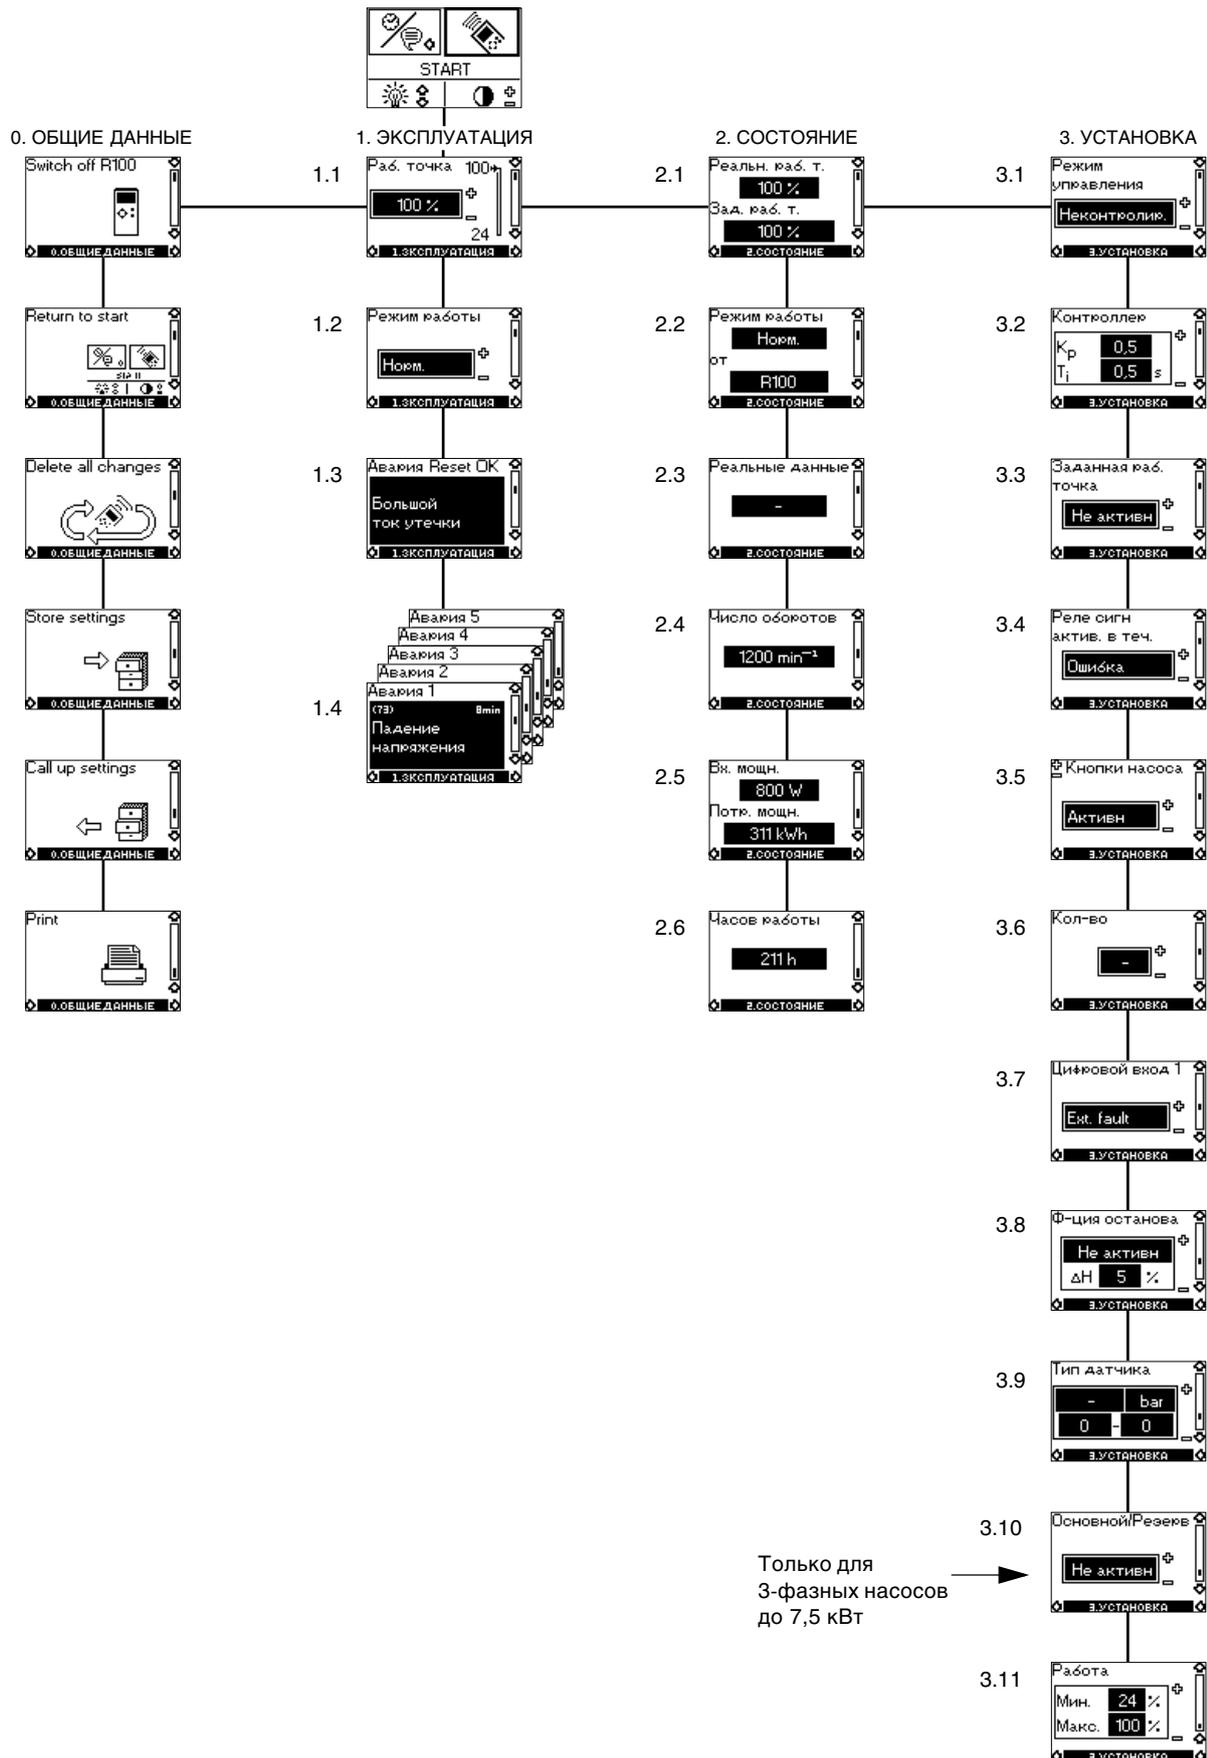 START
0. ОБЩИЕ ДАННЫЕ
Switch off R100
0.ОБЩИЕ ДАННЫЕ
Return to start
START
0.ОБЩИЕ ДАННЫЕ
Delete all changes
0.ОБЩИЕ ДАННЫЕ
Store settings
0.ОБЩИЕ ДАННЫЕ
Call up settings
0.ОБЩИЕ ДАННЫЕ
Print
0.ОБЩИЕ ДАННЫЕ
1. ЭКСПЛУАТАЦИЯ
1.1
Раб. точка 100
100 %
24
1.ЭКСПЛУАТАЦИЯ
1.2
Режим работы
Норм.
1.ЭКСПЛУАТАЦИЯ
1.3
Авария Reset OK
Большой
ток утечки
1.ЭКСПЛУАТАЦИЯ
Авария 5
Авария 4
Авария 3
Авария 2
Авария 1
1.4
(73) 8min
Падение
напряжения
1.ЭКСПЛУАТАЦИЯ
2. СОСТОЯНИЕ
2.1
Реальн. раб. т.
100 %
Зад. раб. т.
100 %
2.СОСТОЯНИЕ
2.2
Режим работы
Норм.
от
R100
2.СОСТОЯНИЕ
2.3
Реальные данные
-
2.СОСТОЯНИЕ
2.4
Число оборотов
1200 min⁻¹
2.СОСТОЯНИЕ
2.5
Вх. мощн.
800 W
Потр. мощн.
311 kWh
2.СОСТОЯНИЕ
2.6
Часов работы
211 h
2.СОСТОЯНИЕ
3. УСТАНОВКА
3.1
Режим
управления
Неконтролир.
3.УСТАНОВКА
3.2
Контроллер
Kp 0,5
Ti 0,5 s
3.УСТАНОВКА
3.3
Заданная раб.
точка
Не активн
3.УСТАНОВКА
3.4
Реле сигн
актив. в теч.
Ошибка
3.УСТАНОВКА
3.5
Кнопки насоса
Активн
3.УСТАНОВКА
3.6
Кол-во
-
3.УСТАНОВКА
3.7
Цифровой вход 1
Ext. fault
3.УСТАНОВКА
3.8
Ф-ция останова
Не активн
ΔH 5 %
3.УСТАНОВКА
3.9
Тип датчика
- bar
0 - 0
3.УСТАНОВКА
3.10
Основной/Резерв
Не активн
3.УСТАНОВКА
Только для
3-фазных насосов
до 7,5 кВт
3.11
Работа
Мин. 24 %
Макс. 100 %
3.УСТАНОВКА